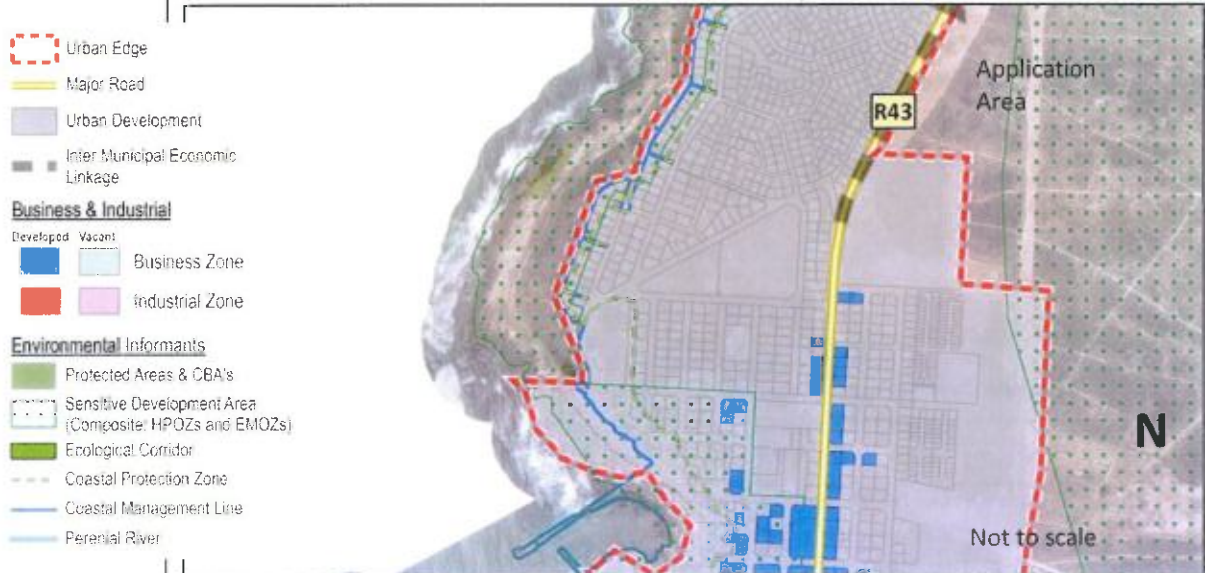 Urban Edge
Major Road
Urban Development
Inter Municipal Economic
Linkage
Business & Industrial
Developed Vacant
Business Zone
Industrial Zone
Environmental Informants
Protected Areas & CBA's
Sensitive Development Area
(Composite: HPOZs and EMOZs)
Ecological Corridor
Coastal Protection Zone
Coastal Management Line
Perenial River
Application
Area
R43
N
Not to scale